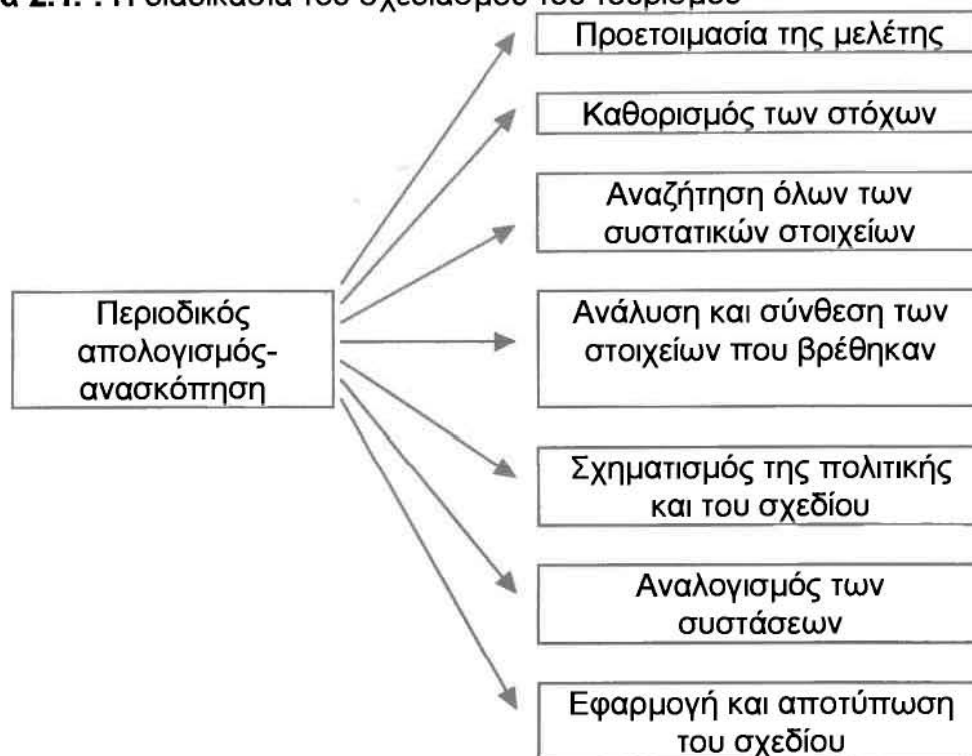 Προετοιμασία της μελέτης
Καθορισμός των στόχων
Αναζήτηση όλων των
συστατικών στοιχείων
Περιοδικός
απολογισμός-
ανασκόπηση
Ανάλυση και σύνθεση των
στοιχείων που βρέθηκαν
Σχηματισμός της πολιτικής
και του σχεδίου
Αναλογισμός των
συστάσεων
Εφαρμογή και αποτύπωση
του σχεδίου